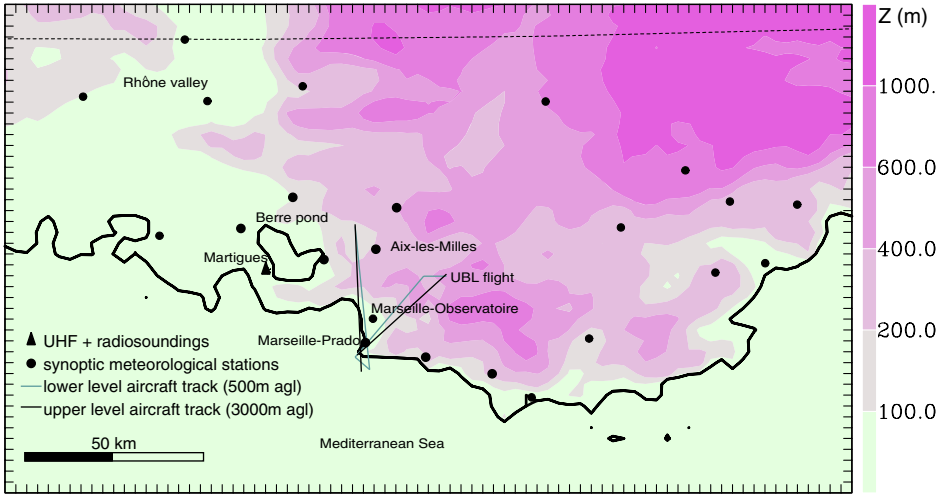 Z (m)
1000.
600.0
400.0
200.0
100.0
Rhône valley
Berre pond
Aix-les-Milles
Martigues
UBL flight
Marseille-Observatoire
Marseille-Prado
UHF + radiosoundings
synoptic meteorological stations
lower level aircraft track (500m agl)
upper level aircraft track (3000m agl)
50 km
Mediterranean Sea